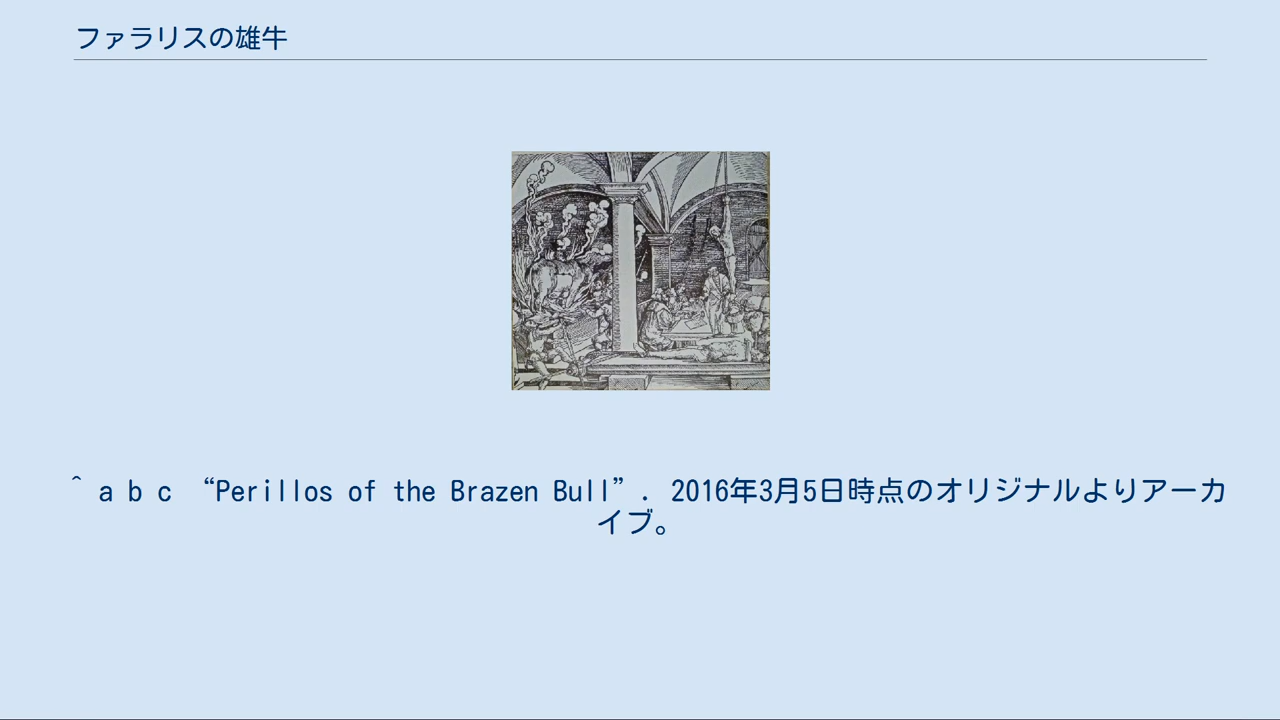 ファラリスの雄牛
^ a b c “Perillos of the Brazen Bull”. 2016年3月5日時点のオリジナルよりアーカ
イブ。